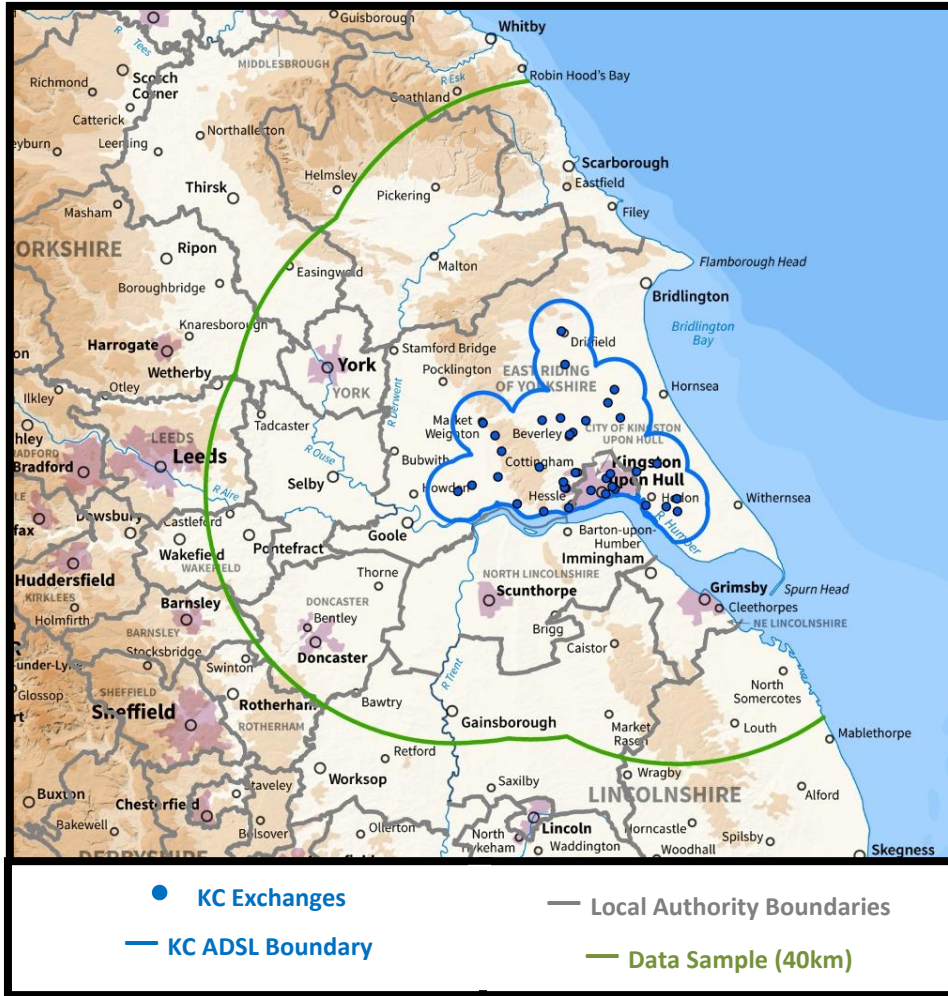 Guisborough
Whitby
R Tees
MIDDLESBROUGH
Robin Hood's Bay
Scotch
Corner
Richmond
R Esk
Goathland
Catterick
Northallerton
Leeming
Scarborough
Eastfield
Helmsley
Thirsk
Pickering
Masham
Filey
Ripon
Flamborough Head
Malton
Easingwold
Boroughbridge
Bridlington
Knaresborough
Bridlington
Bay
Harrogate
Stamford Bridge
Driffield
Wetherby
York
Pocklington
EAST RIDING
OF YORKSHIRE
Otley
YORK
R Derwent
Hornsea
Ilkley
Tadcaster
Market
Weighton
Beverley
CITY OF KINGSTON
UPON HULL
LEEDS
Leeds
R Ouse
Bubwith
Cottingham
Kingston
upon Hull
Bradford
Selby
R Aire
Howden
Hessle
Hedon
Withernsea
Dewsbury
Castleford
Goole
R Humber
Barton-upon-
Humber
Wakefield
Pontefract
WAKEFIELD
Immingham
Huddersfield
Thorne
NORTH LINCOLNSHIRE
Spurn Head
KIRKLEES
Barnsley
DONCASTER
Scunthorpe
Grimsby
Cleethorpes
Holmfirth
Bentley
NE LINCOLNSHIRE
BARNSLEY
Brigg
Stocksbridge
Doncaster
Caistor
Swinton
Glossop
SHEFFIELD
Sheffield
Rotherham
Bawtry
R Trent
North
Somercotes
ROTHERHAM
Gainsborough
Market
Rasen
Louth
Mablethorpe
Retford
Worksop
Wragby
Saxilby
Buxton
Staveley
LINCOLNSHIRE
Alford
Chesterfield
Bakewell
Bolsover
Ollerton
North
Hykeham
Lincoln
Waddington
Horncastle
Spilsby
Woodhall
Skegness
DERBYSHIRE
KC Exchanges
Local Authority Boundaries
KC ADSL Boundary
Data Sample (40km)